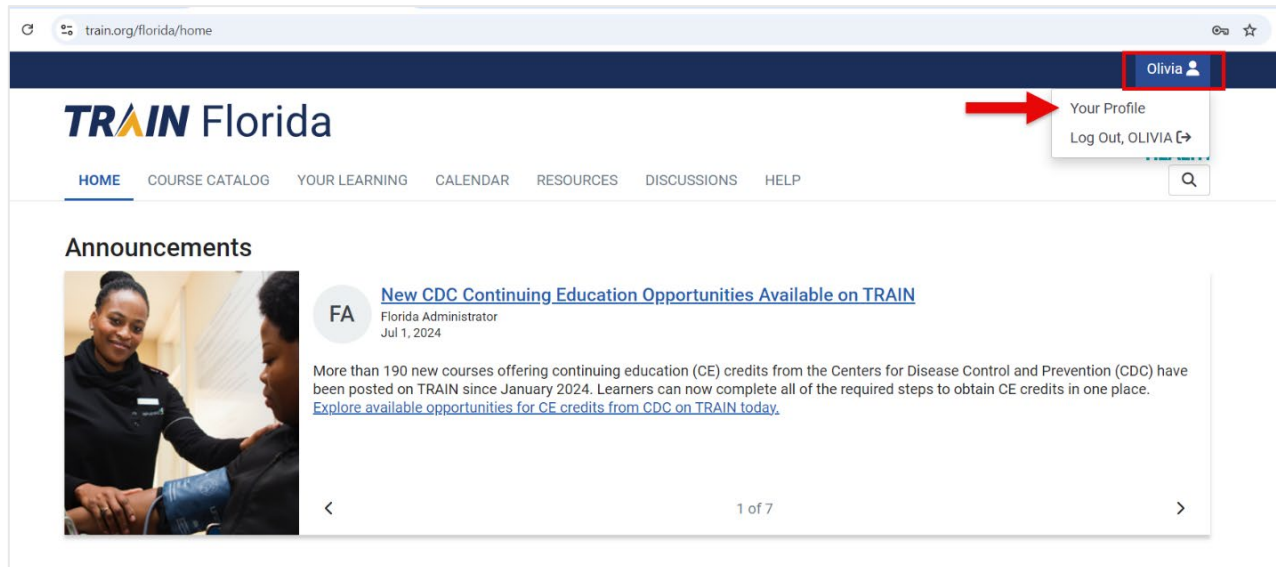 train.org/florida/home
Olivia
Your Profile
Log Out, OLIVIA
TRAIN Florida
HOME COURSE CATALOG YOUR LEARNING CALENDAR RESOURCES DISCUSSIONS HELP
Announcements
FA
New CDC Continuing Education Opportunities Available on TRAIN
Florida Administrator
Jul 1, 2024
More than 190 new courses offering continuing education (CE) credits from the Centers for Disease Control and Prevention (CDC) have
been posted on TRAIN since January 2024. Learners can now complete all of the required steps to obtain CE credits in one place.
Explore available opportunities for CE credits from CDC on TRAIN today.
1 of 7